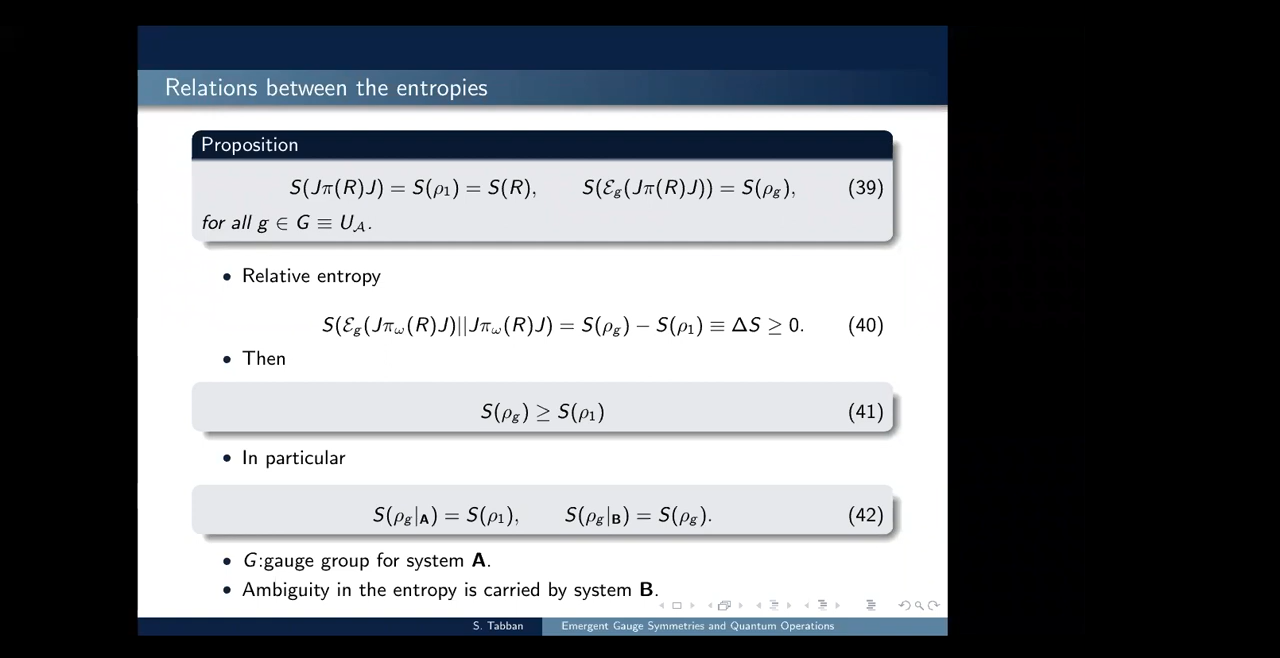 Relations between the entropies
Proposition
S(Jπ(R)J) = S(ρ₁) = S(R), S(ℰ_g(Jπ(R)J)) = S(ρ_g), (39)
for all g ∈ G ≡ U_𝒜.
• Relative entropy
S(ℰ_g(Jπ_ω(R)J)||Jπ_ω(R)J) = S(ρ_g) − S(ρ₁) ≡ ΔS ≥ 0. (40)
• Then
S(ρ_g) ≥ S(ρ₁) (41)
• In particular
S(ρ_g|_A) = S(ρ₁), S(ρ_g|_B) = S(ρ_g). (42)
• G:gauge group for system A.
• Ambiguity in the entropy is carried by system B.
S. Tabban Emergent Gauge Symmetries and Quantum Operations